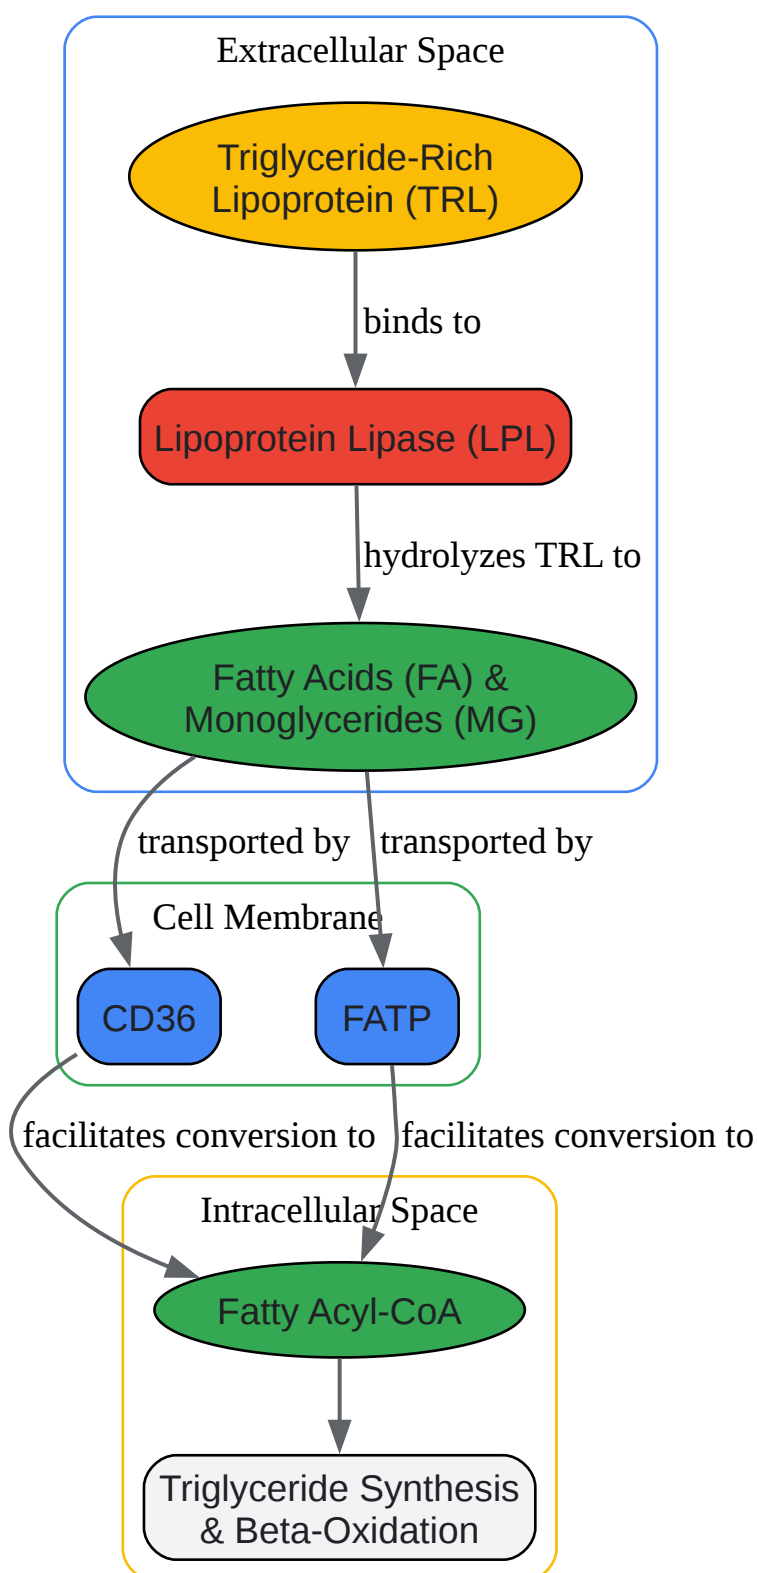 Extracellular Space
Triglyceride-Rich
Lipoprotein (TRL)
binds to
Lipoprotein Lipase (LPL)
hydrolyzes TRL to
Fatty Acids (FA) &
Monoglycerides (MG)
transported by
transported by
Cell Membrane
CD36
FATP
facilitates conversion to
facilitates conversion to
Intracellular Space
Fatty Acyl-CoA
Triglyceride Synthesis
& Beta-Oxidation